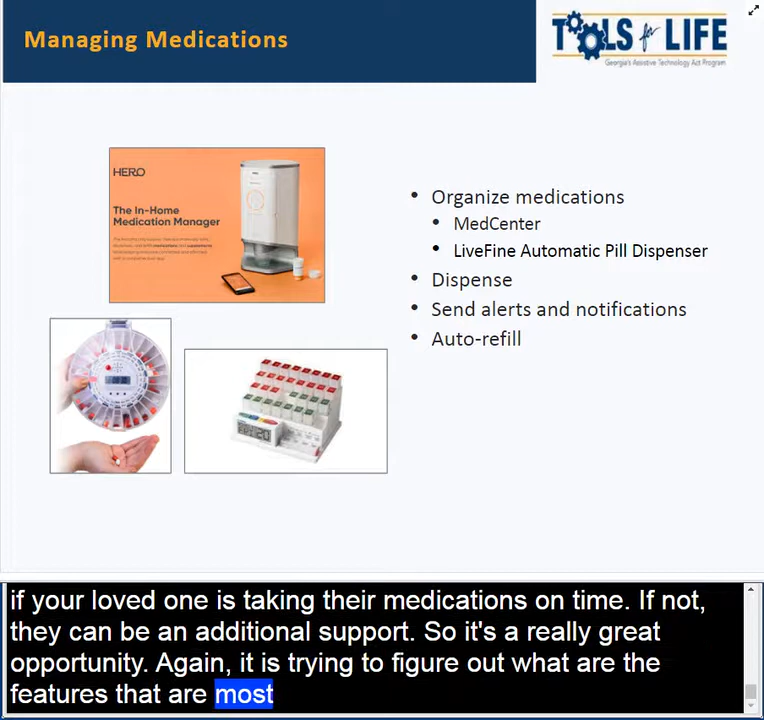 Managing Medications
TOOLS for LIFE
Georgia's Assistive Technology Act Program
HERO
The In-Home
Medication Manager
• Organize medications
• MedCenter
• LiveFine Automatic Pill Dispenser
• Dispense
• Send alerts and notifications
• Auto-refill
if your loved one is taking their medications on time. If not,
they can be an additional support. So it's a really great
opportunity. Again, it is trying to figure out what are the
features that are most